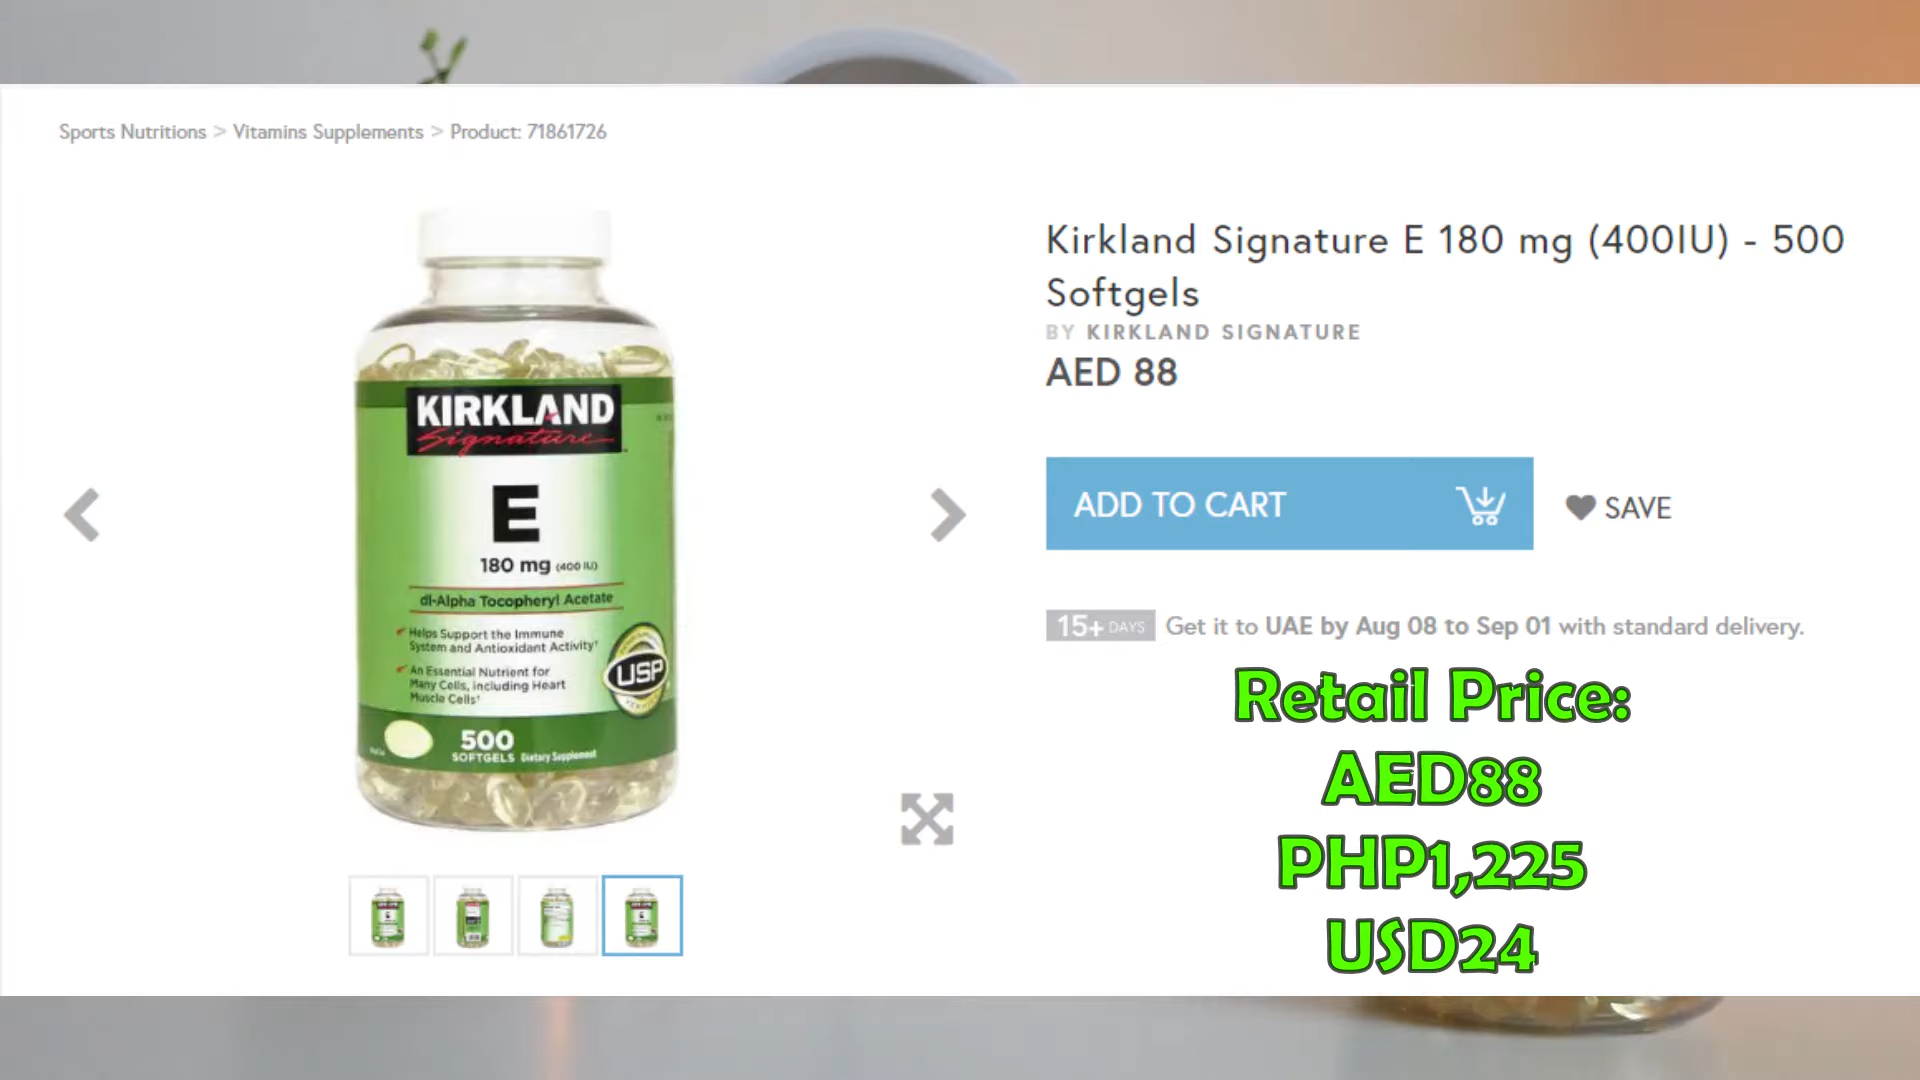 Sports Nutritions > Vitamins Supplements > Product: 71861726
KIRKLAND
Signature
E
180 mg (400 IU)
dl-Alpha Tocopheryl Acetate
Helps Support the Immune
System and Antioxidant Activity†
An Essential Nutrient for
Many Cells, including Heart
Muscle Cells†
USP
500
SOFTGELS Dietary Supplement
Kirkland Signature E 180 mg (400IU) - 500
Softgels
BY KIRKLAND SIGNATURE
AED 88
ADD TO CART
SAVE
15+ DAYS Get it to UAE by Aug 08 to Sep 01 with standard delivery.
Retail Price:
AED88
PHP1,225
USD24